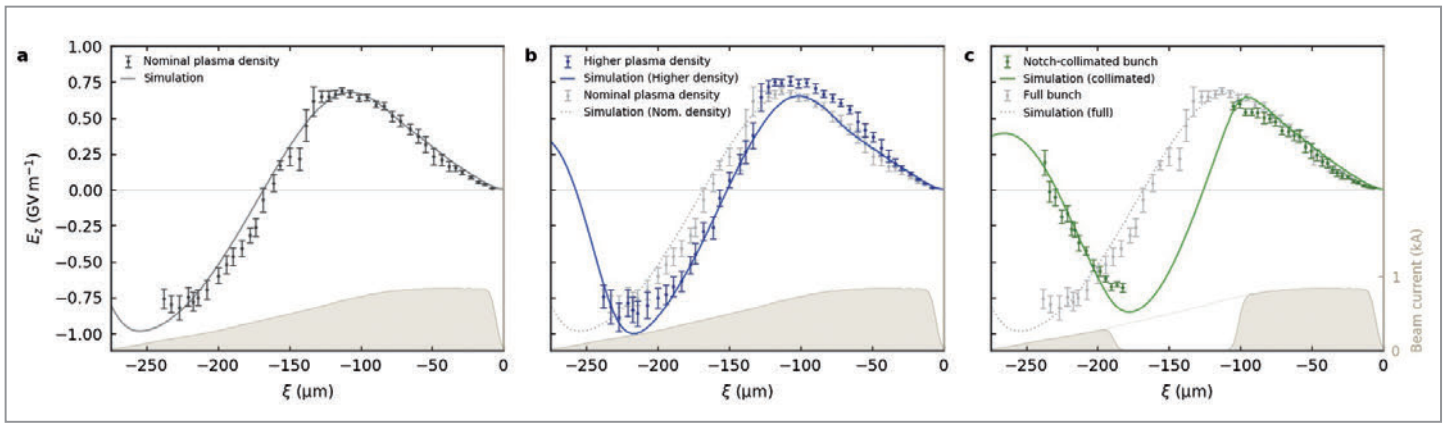 a
Nominal plasma density
Simulation
b
Higher plasma density
Simulation (Higher density)
Nominal plasma density
Simulation (Nom. density)
c
Notch-collimated bunch
Simulation (collimated)
Full bunch
Simulation (full)
1.00
0.75
0.50
0.25
0.00
−0.25
−0.50
−0.75
−1.00
E_z (GV m⁻¹)
1
0
Beam current (kA)
−250 −200 −150 −100 −50 0
−250 −200 −150 −100 −50 0
−250 −200 −150 −100 −50 0
ξ (μm)
ξ (μm)
ξ (μm)